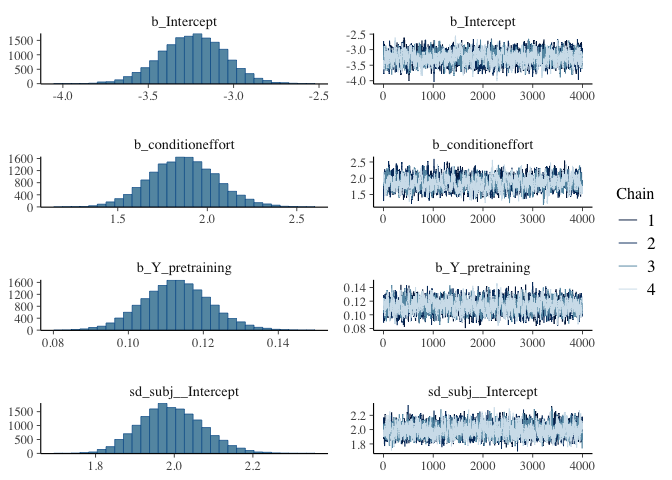 b_Intercept
1500
1000
500
0
-4.0 -3.5 -3.0 -2.5
b_Intercept
-2.5
-3.0
-3.5
-4.0
0 1000 2000 3000 4000
b_conditioneffort
1600
1200
800
400
0
1.5 2.0 2.5
b_conditioneffort
2.5
2.0
1.5
0 1000 2000 3000 4000
b_Y_pretraining
1600
1200
800
400
0
0.08 0.10 0.12 0.14
b_Y_pretraining
0.14
0.12
0.10
0.08
0 1000 2000 3000 4000
sd_subj__Intercept
1500
1000
500
0
1.8 2.0 2.2
sd_subj__Intercept
2.2
2.0
1.8
0 1000 2000 3000 4000
Chain
1
2
3
4